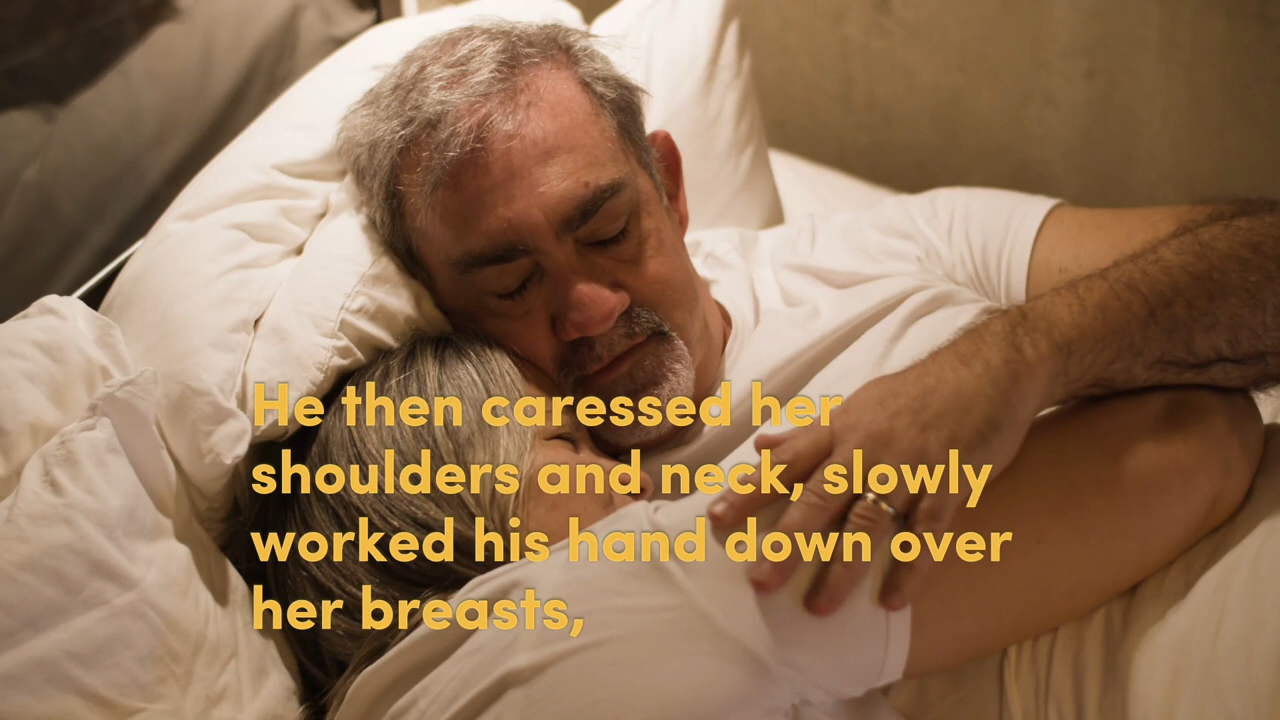 He then caressed her
shoulders and neck, slowly
worked his hand down over
her breasts,